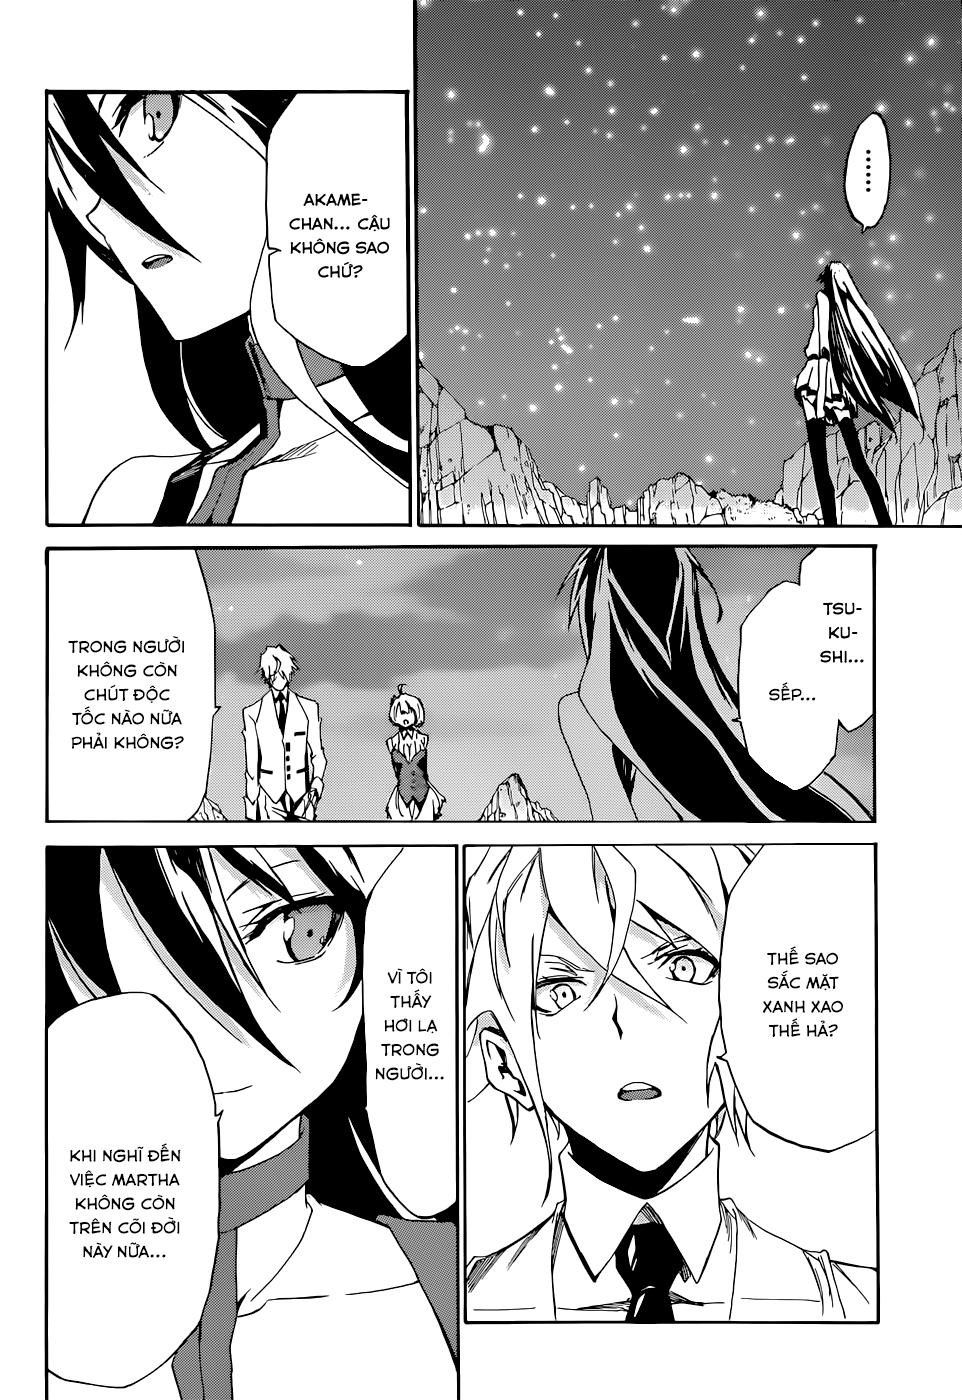 ........
AKAME-
CHAN... CẬU
KHÔNG SAO
CHỨ?
TSU-
KU-
SHI...
SẾP...
TRONG NGƯỜI
KHÔNG CÒN
CHÚT ĐỘC
TỐC NÀO NỮA
PHẢI KHÔNG?
THẾ SAO
SẮC MẶT
XANH XAO
THẾ HẢ?
VÌ TÔI
THẤY
HƠI LẠ
TRONG
NGƯỜI...
KHI NGHĨ ĐẾN
VIỆC MARTHA
KHÔNG CÒN
TRÊN CÕI ĐỜI
NÀY NỮA...